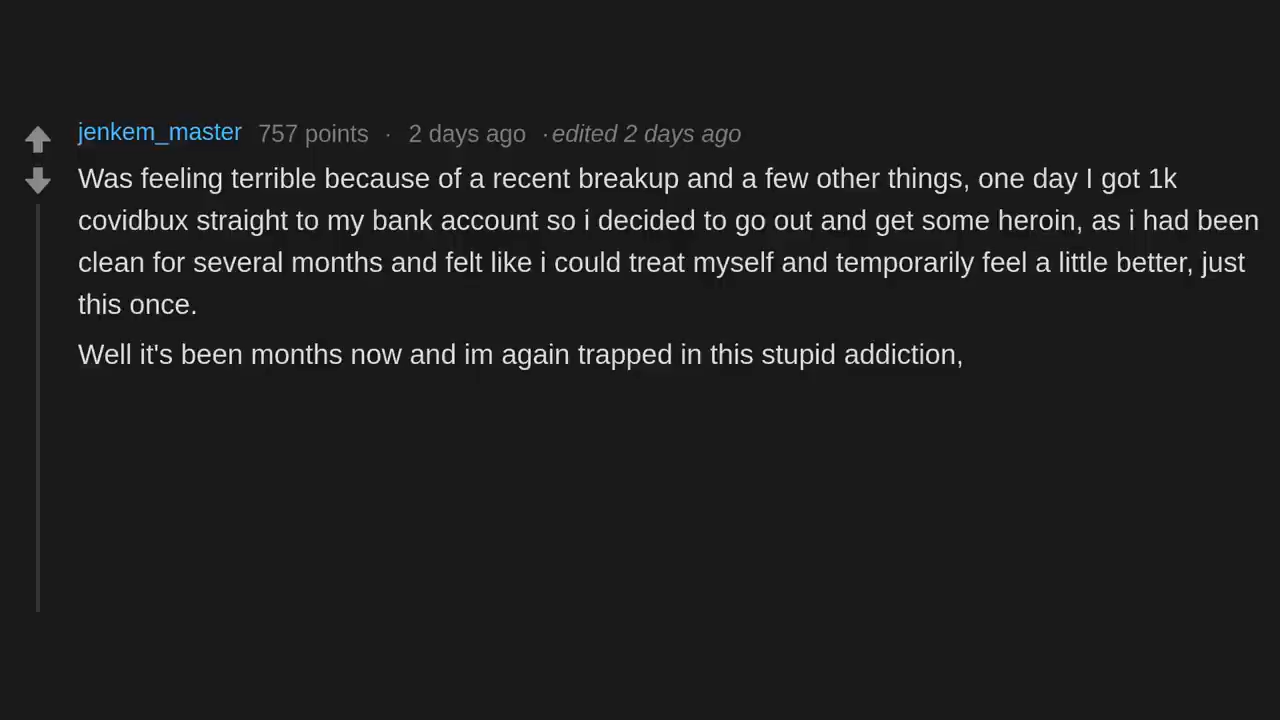 jenkem_master 757 points · 2 days ago · edited 2 days ago
Was feeling terrible because of a recent breakup and a few other things, one day I got 1k
covidbux straight to my bank account so i decided to go out and get some heroin, as i had been
clean for several months and felt like i could treat myself and temporarily feel a little better, just
this once.
Well it's been months now and im again trapped in this stupid addiction,